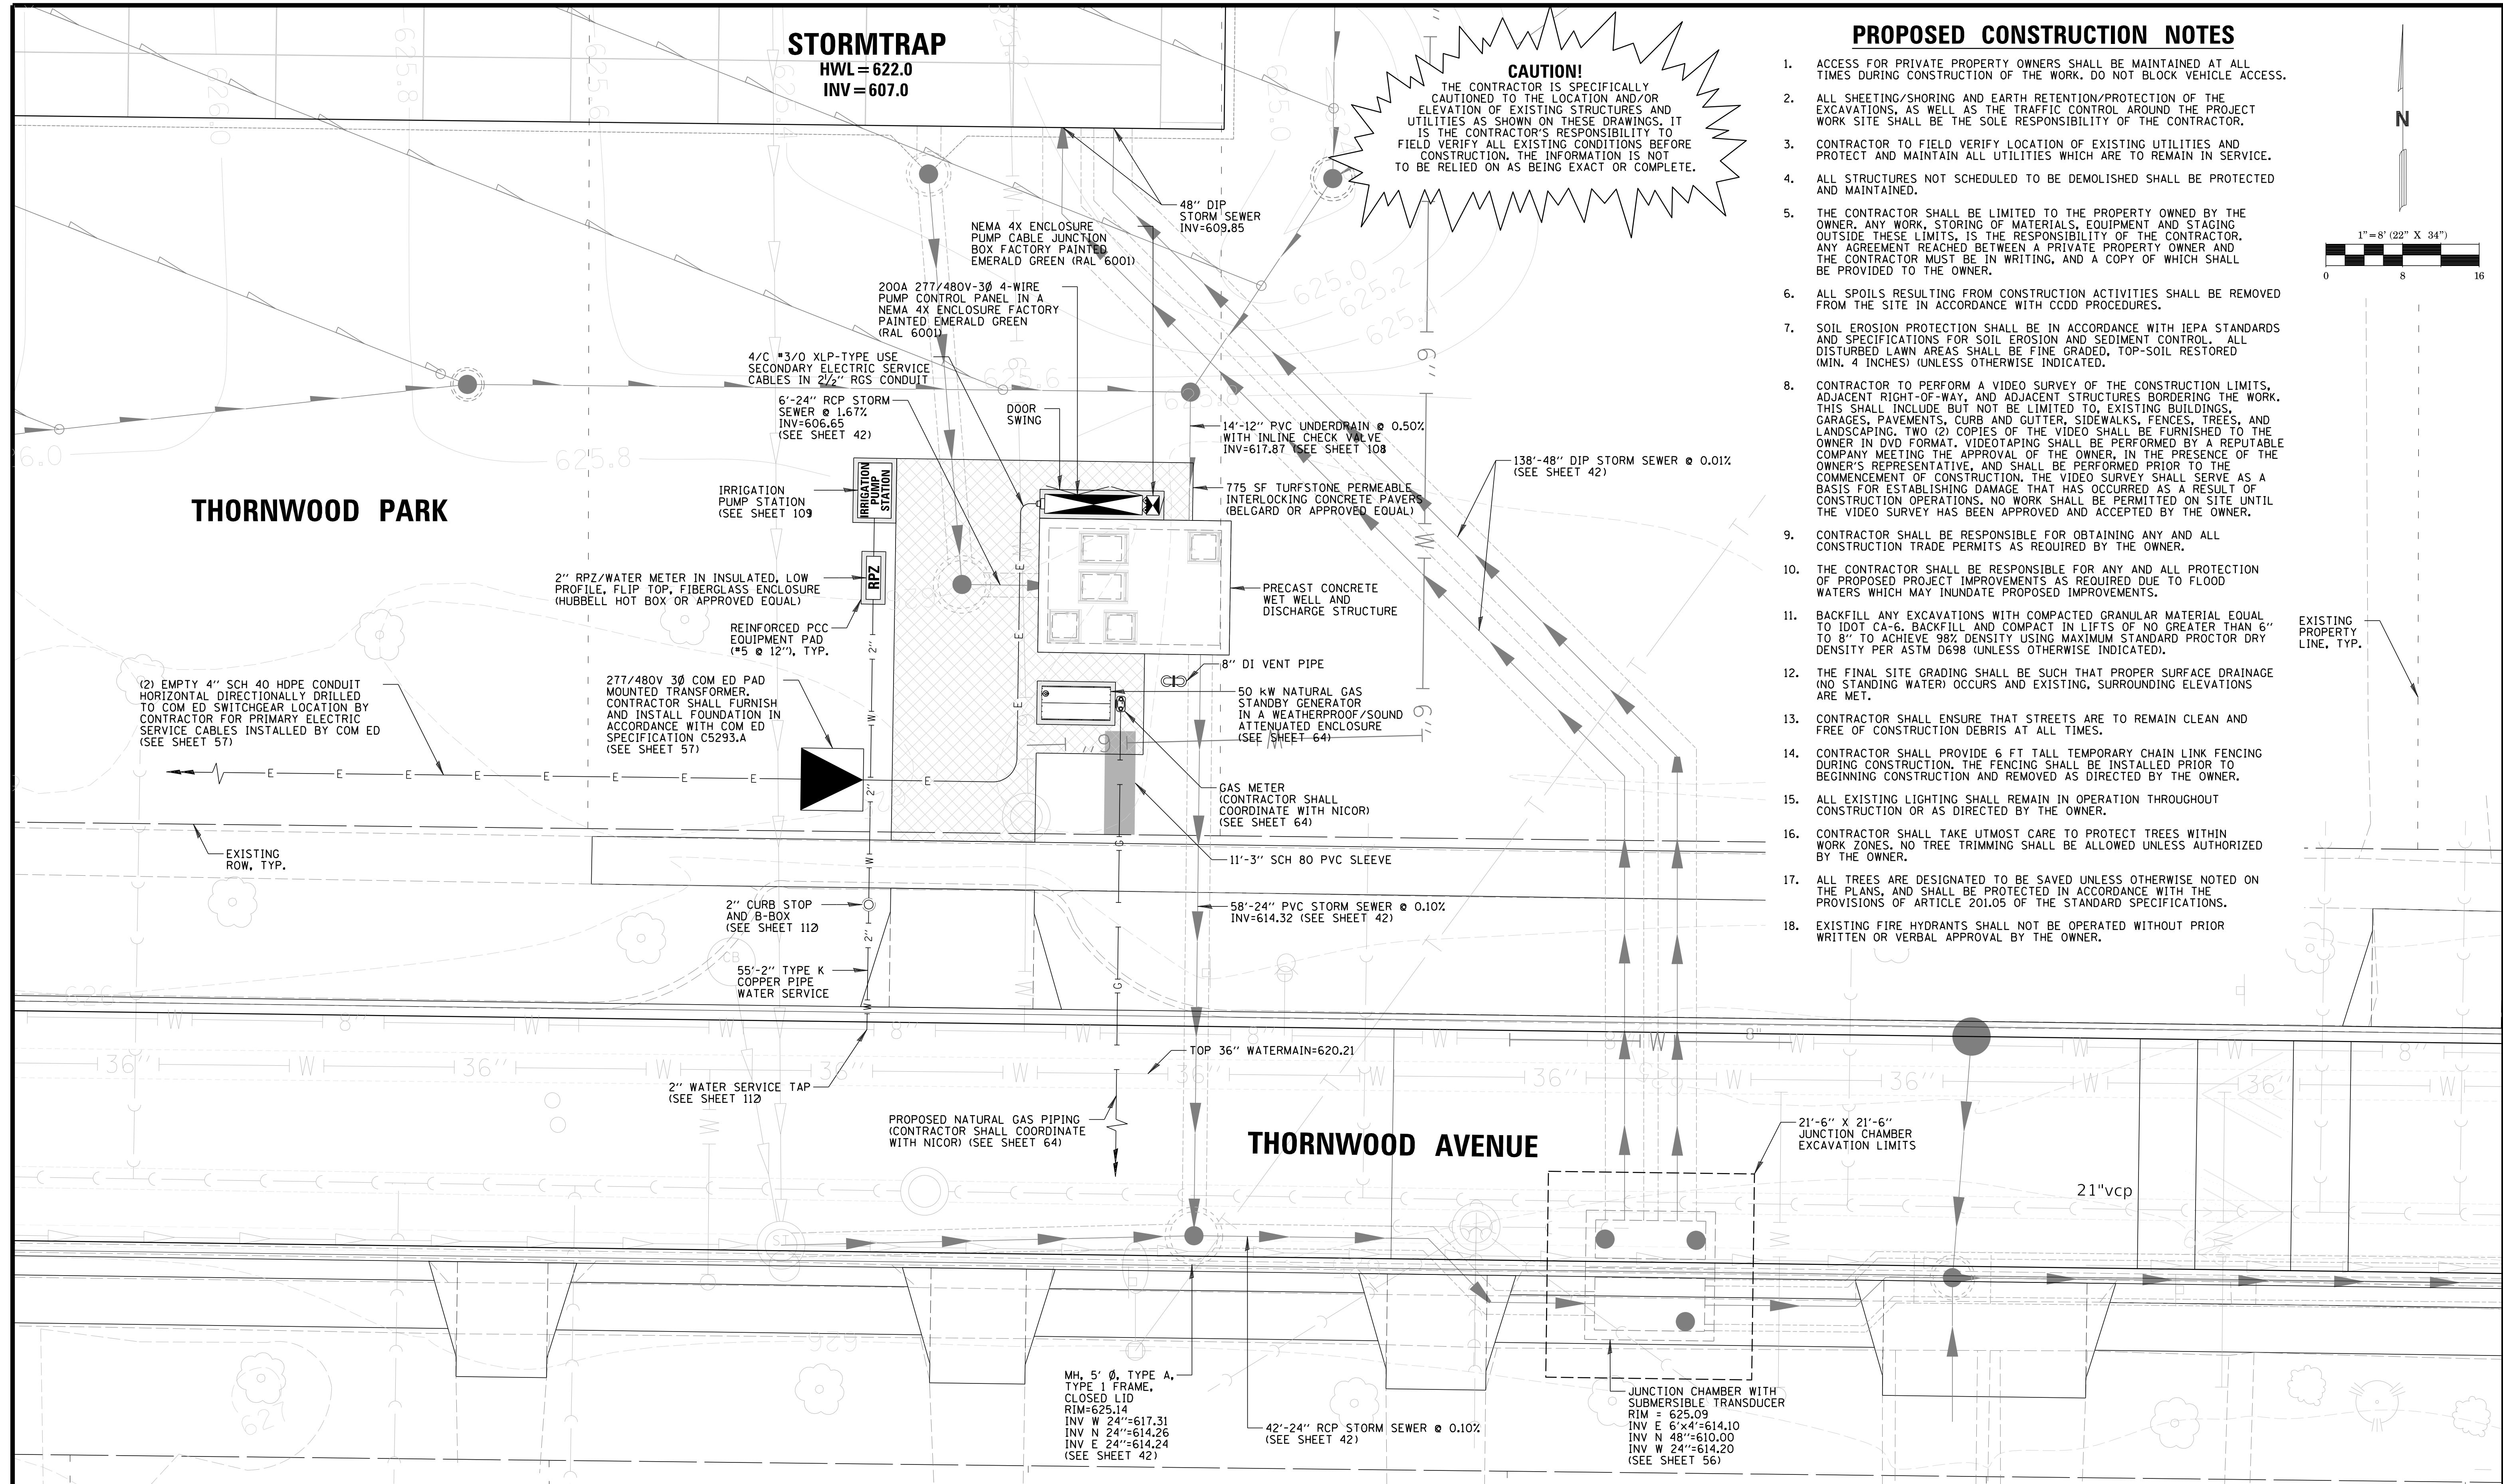 STORMTRAP
HWL=622.0
INV=607.0
CAUTION!
THE CONTRACTOR IS SPECIFICALLY
CAUTIONED TO THE LOCATION AND/OR
ELEVATION OF EXISTING STRUCTURES AND
UTILITIES AS SHOWN ON THESE DRAWINGS. IT
IS THE CONTRACTOR'S RESPONSIBILITY TO
FIELD VERIFY ALL EXISTING CONDITIONS BEFORE
CONSTRUCTION. THE INFORMATION IS NOT
TO BE RELIED ON AS BEING EXACT OR COMPLETE.
PROPOSED CONSTRUCTION NOTES
1. ACCESS FOR PRIVATE PROPERTY OWNERS SHALL BE MAINTAINED AT ALL
TIMES DURING CONSTRUCTION OF THE WORK. DO NOT BLOCK VEHICLE ACCESS.
2. ALL SHEETING/SHORING AND EARTH RETENTION/PROTECTION OF THE
EXCAVATIONS, AS WELL AS THE TRAFFIC CONTROL AROUND THE PROJECT
WORK SITE SHALL BE THE SOLE RESPONSIBILITY OF THE CONTRACTOR.
3. CONTRACTOR TO FIELD VERIFY LOCATION OF EXISTING UTILITIES AND
PROTECT AND MAINTAIN ALL UTILITIES WHICH ARE TO REMAIN IN SERVICE.
4. ALL STRUCTURES NOT SCHEDULED TO BE DEMOLISHED SHALL BE PROTECTED
AND MAINTAINED.
5. THE CONTRACTOR SHALL BE LIMITED TO THE PROPERTY OWNED BY THE
OWNER. ANY WORK, STORING OF MATERIALS, EQUIPMENT AND STAGING
OUTSIDE THESE LIMITS, IS THE RESPONSIBILITY OF THE CONTRACTOR.
ANY AGREEMENT REACHED BETWEEN A PRIVATE PROPERTY OWNER AND
THE CONTRACTOR MUST BE IN WRITING, AND A COPY OF WHICH SHALL
BE PROVIDED TO THE OWNER.
6. ALL SPOILS RESULTING FROM CONSTRUCTION ACTIVITIES SHALL BE REMOVED
FROM THE SITE IN ACCORDANCE WITH CCDD PROCEDURES.
7. SOIL EROSION PROTECTION SHALL BE IN ACCORDANCE WITH IEPA STANDARDS
AND SPECIFICATIONS FOR SOIL EROSION AND SEDIMENT CONTROL. ALL
DISTURBED LAWN AREAS SHALL BE FINE GRADED, TOP-SOIL RESTORED
(MIN. 4 INCHES) (UNLESS OTHERWISE INDICATED.
8. CONTRACTOR TO PERFORM A VIDEO SURVEY OF THE CONSTRUCTION LIMITS,
ADJACENT RIGHT-OF-WAY, AND ADJACENT STRUCTURES BORDERING THE WORK.
THIS SHALL INCLUDE BUT NOT BE LIMITED TO, EXISTING BUILDINGS,
GARAGES, PAVEMENTS, CURB AND GUTTER, SIDEWALKS, FENCES, TREES, AND
LANDSCAPING. TWO (2) COPIES OF THE VIDEO SHALL BE FURNISHED TO THE
OWNER IN DVD FORMAT. VIDEOTAPING SHALL BE PERFORMED BY A REPUTABLE
COMPANY MEETING THE APPROVAL OF THE OWNER, IN THE PRESENCE OF THE
OWNER'S REPRESENTATIVE, AND SHALL BE PERFORMED PRIOR TO THE
COMMENCEMENT OF CONSTRUCTION. THE VIDEO SURVEY SHALL SERVE AS A
BASIS FOR ESTABLISHING DAMAGE THAT HAS OCCURRED AS A RESULT OF
CONSTRUCTION OPERATIONS. NO WORK SHALL BE PERMITTED ON SITE UNTIL
THE VIDEO SURVEY HAS BEEN APPROVED AND ACCEPTED BY THE OWNER.
9. CONTRACTOR SHALL BE RESPONSIBLE FOR OBTAINING ANY AND ALL
CONSTRUCTION TRADE PERMITS AS REQUIRED BY THE OWNER.
10. THE CONTRACTOR SHALL BE RESPONSIBLE FOR ANY AND ALL PROTECTION
OF PROPOSED PROJECT IMPROVEMENTS AS REQUIRED DUE TO FLOOD
WATERS WHICH MAY INUNDATE PROPOSED IMPROVEMENTS.
11. BACKFILL ANY EXCAVATIONS WITH COMPACTED GRANULAR MATERIAL EQUAL
TO IDOT CA-6. BACKFILL AND COMPACT IN LIFTS OF NO GREATER THAN 6"
TO 8" TO ACHIEVE 98% DENSITY USING MAXIMUM STANDARD PROCTOR DRY
DENSITY PER ASTM D698 (UNLESS OTHERWISE INDICATED).
12. THE FINAL SITE GRADING SHALL BE SUCH THAT PROPER SURFACE DRAINAGE
(NO STANDING WATER) OCCURS AND EXISTING, SURROUNDING ELEVATIONS
ARE MET.
13. CONTRACTOR SHALL ENSURE THAT STREETS ARE TO REMAIN CLEAN AND
FREE OF CONSTRUCTION DEBRIS AT ALL TIMES.
14. CONTRACTOR SHALL PROVIDE 6 FT TALL TEMPORARY CHAIN LINK FENCING
DURING CONSTRUCTION. THE FENCING SHALL BE INSTALLED PRIOR TO
BEGINNING CONSTRUCTION AND REMOVED AS DIRECTED BY THE OWNER.
15. ALL EXISTING LIGHTING SHALL REMAIN IN OPERATION THROUGHOUT
CONSTRUCTION OR AS DIRECTED BY THE OWNER.
16. CONTRACTOR SHALL TAKE UTMOST CARE TO PROTECT TREES WITHIN
WORK ZONES. NO TREE TRIMMING SHALL BE ALLOWED UNLESS AUTHORIZED
BY THE OWNER.
17. ALL TREES ARE DESIGNATED TO BE SAVED UNLESS OTHERWISE NOTED ON
THE PLANS, AND SHALL BE PROTECTED IN ACCORDANCE WITH THE
PROVISIONS OF ARTICLE 201.05 OF THE STANDARD SPECIFICATIONS.
18. EXISTING FIRE HYDRANTS SHALL NOT BE OPERATED WITHOUT PRIOR
WRITTEN OR VERBAL APPROVAL BY THE OWNER.
N
1"=8' (22" X 34")
0 8 16
EXISTING
PROPERTY
LINE, TYP.
48" DIP
STORM SEWER
INV=609.85
NEMA 4X ENCLOSURE
PUMP CABLE JUNCTION
BOX FACTORY PAINTED
EMERALD GREEN (RAL 6001)
200A 277/480V-3Ø 4-WIRE
PUMP CONTROL PANEL IN A
NEMA 4X ENCLOSURE FACTORY
PAINTED EMERALD GREEN
(RAL 6001)
4/C #3/0 XLP-TYPE USE
SECONDARY ELECTRIC SERVICE
CABLES IN 2½" RGS CONDUIT
6'-24" RCP STORM
SEWER @ 1.67%
INV=606.65
(SEE SHEET 42)
DOOR
SWING
14'-12" PVC UNDERDRAIN @ 0.50%
WITH INLINE CHECK VALVE
INV=617.87 (SEE SHEET 108
138'-48" DIP STORM SEWER @ 0.01%
(SEE SHEET 42)
775 SF TURFSTONE PERMEABLE
INTERLOCKING CONCRETE PAVERS
(BELGARD OR APPROVED EQUAL)
THORNWOOD PARK
IRRIGATION
PUMP STATION
(SEE SHEET 109
IRRIGATION
PUMP
STATION
2" RPZ/WATER METER IN INSULATED, LOW
PROFILE, FLIP TOP, FIBERGLASS ENCLOSURE
(HUBBELL HOT BOX OR APPROVED EQUAL)
RPZ
PRECAST CONCRETE
WET WELL AND
DISCHARGE STRUCTURE
REINFORCED PCC
EQUIPMENT PAD
(#5 @ 12"), TYP.
8" DI VENT PIPE
(2) EMPTY 4" SCH 40 HDPE CONDUIT
HORIZONTAL DIRECTIONALLY DRILLED
TO COM ED SWITCHGEAR LOCATION BY
CONTRACTOR FOR PRIMARY ELECTRIC
SERVICE CABLES INSTALLED BY COM ED
(SEE SHEET 57)
277/480V 3Ø COM ED PAD
MOUNTED TRANSFORMER.
CONTRACTOR SHALL FURNISH
AND INSTALL FOUNDATION IN
ACCORDANCE WITH COM ED
SPECIFICATION C5293.A
(SEE SHEET 57)
50 KW NATURAL GAS
STANDBY GENERATOR
IN A WEATHERPROOF/SOUND
ATTENUATED ENCLOSURE
(SEE SHEET 64)
GAS METER
(CONTRACTOR SHALL
COORDINATE WITH NICOR)
(SEE SHEET 64)
EXISTING
ROW, TYP.
11'-3" SCH 80 PVC SLEEVE
2" CURB STOP
AND B-BOX
(SEE SHEET 112
58'-24" PVC STORM SEWER @ 0.10%
INV=614.32 (SEE SHEET 42)
55'-2" TYPE K
COPPER PIPE
WATER SERVICE
TOP 36" WATERMAIN=620.21
2" WATER SERVICE TAP
(SEE SHEET 112
PROPOSED NATURAL GAS PIPING
(CONTRACTOR SHALL COORDINATE
WITH NICOR) (SEE SHEET 64)
THORNWOOD AVENUE
21'-6" X 21'-6"
JUNCTION CHAMBER
EXCAVATION LIMITS
21"vcp
MH, 5' Ø, TYPE A,
TYPE 1 FRAME,
CLOSED LID
RIM=625.14
INV W 24"=617.31
INV N 24"=614.26
INV E 24"=614.24
(SEE SHEET 42)
42'-24" RCP STORM SEWER @ 0.10%
(SEE SHEET 42)
JUNCTION CHAMBER WITH
SUBMERSIBLE TRANSDUCER
RIM = 625.09
INV E 6'x4'=614.10
INV N 48"=610.00
INV W 24"=614.20
(SEE SHEET 56)